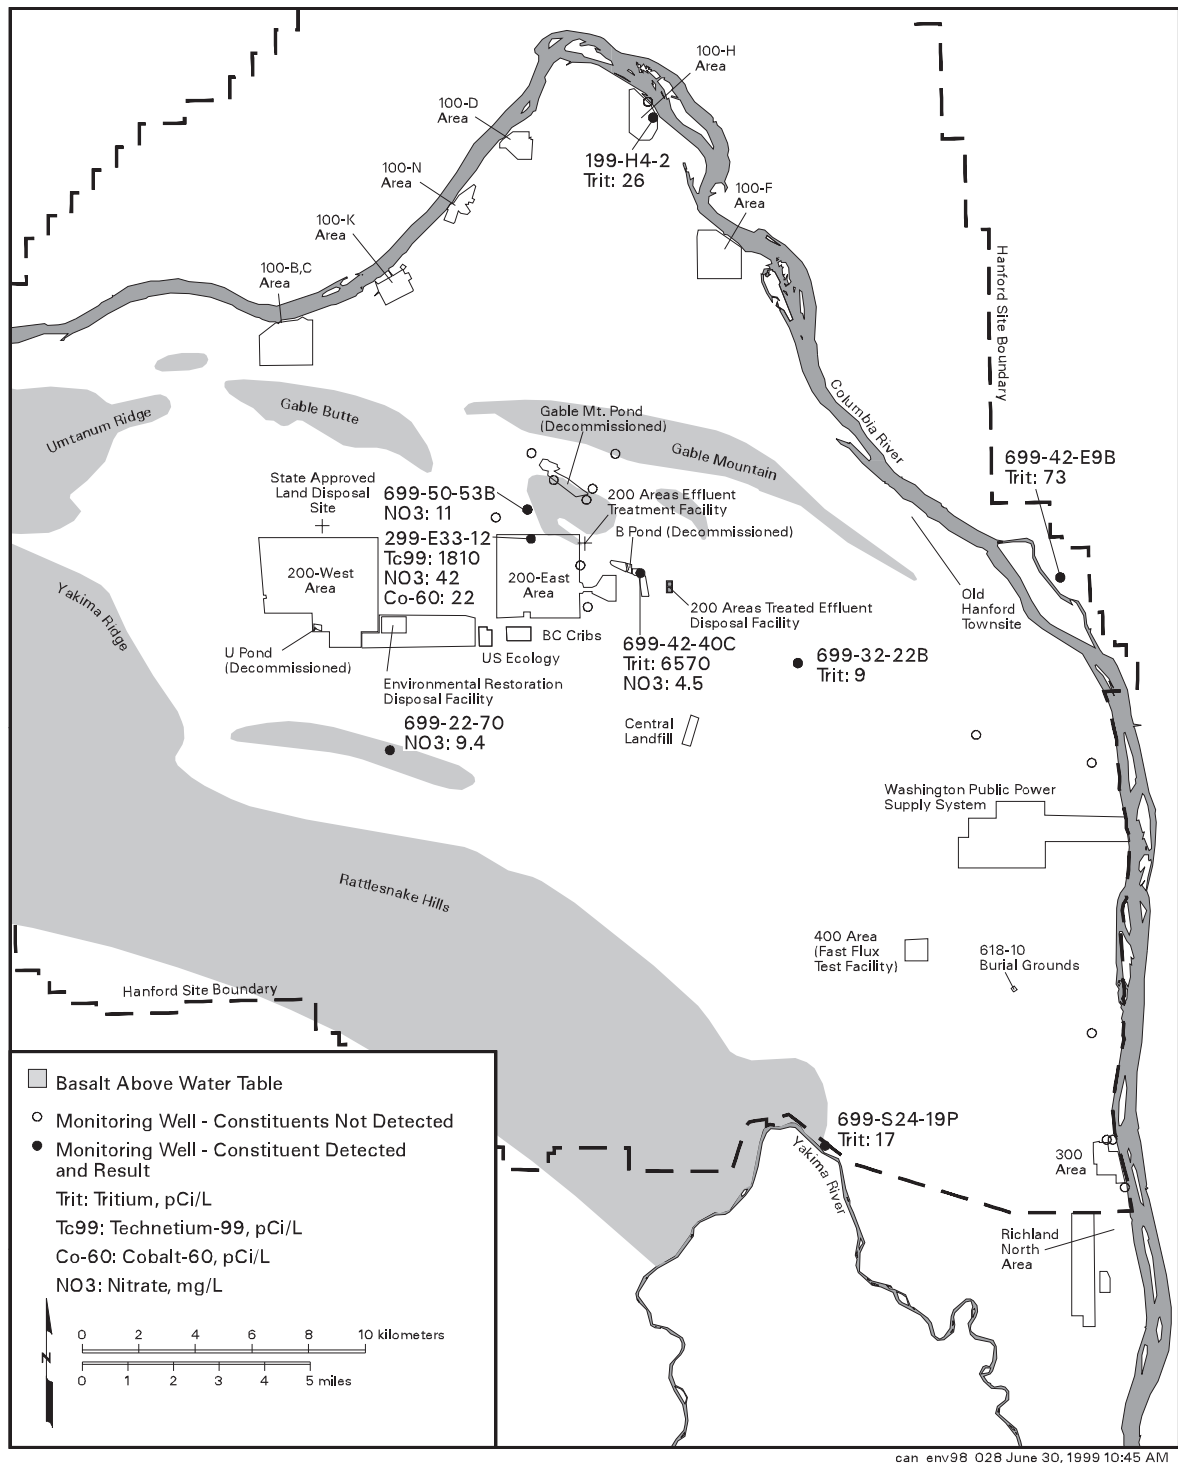 100-H
Area
100-D
Area
199-H4-2
Trit: 26
100-N
Area
100-F
Area
100-K
Area
100-B,C
Area
Hanford Site Boundary
Columbia River
Umtanum Ridge
Gable Butte
Gable Mt. Pond
(Decommissioned)
Gable Mountain
699-42-E9B
Trit: 73
State Approved
Land Disposal
Site
699-50-53B
NO3: 11
200 Areas Effluent
Treatment Facility
B Pond (Decommissioned)
299-E33-12
Tc99: 1810
NO3: 42
Co-60: 22
200-West
Area
200-East
Area
Yakima Ridge
Old
Hanford
Townsite
200 Areas Treated Effluent
Disposal Facility
BC Cribs
US Ecology
U Pond
(Decommissioned)
699-42-40C
Trit: 6570
NO3: 4.5
699-32-22B
Trit: 9
Environmental Restoration
Disposal Facility
699-22-70
NO3: 9.4
Central
Landfill
Washington Public Power
Supply System
Rattlesnake Hills
400 Area
(Fast Flux
Test Facility)
618-10
Burial Grounds
Hanford Site Boundary
699-S24-19P
Trit: 17
Yakima River
300
Area
Richland
North
Area
Basalt Above Water Table
Monitoring Well - Constituents Not Detected
Monitoring Well - Constituent Detected
and Result
Trit: Tritium, pCi/L
Tc99: Technetium-99, pCi/L
Co-60: Cobalt-60, pCi/L
NO3: Nitrate, mg/L
N
0 2 4 6 8 10 kilometers
0 1 2 3 4 5 miles
can_env98_028 June 30, 1999 10:45 AM